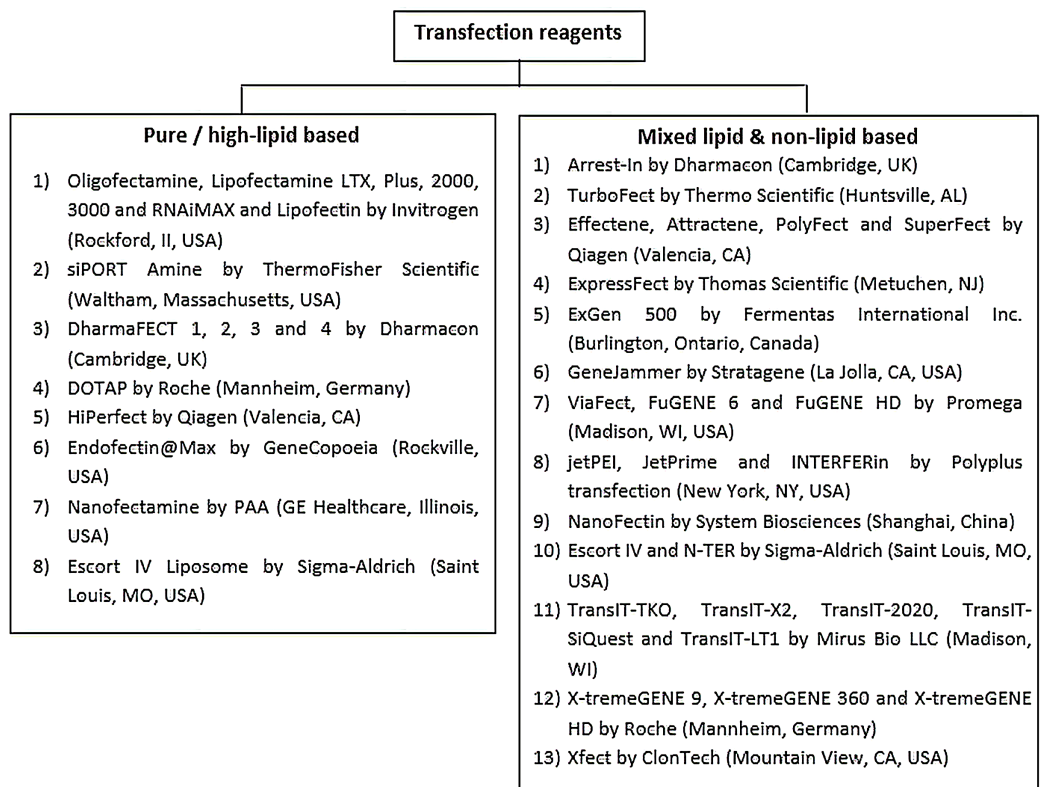 Transfection reagents
Pure / high-lipid based
1) Oligofectamine, Lipofectamine LTX, Plus, 2000,
3000 and RNAiMAX and Lipofectin by Invitrogen
(Rockford, II, USA)
2) siPORT Amine by ThermoFisher Scientific
(Waltham, Massachusetts, USA)
3) DharmaFECT 1, 2, 3 and 4 by Dharmacon
(Cambridge, UK)
4) DOTAP by Roche (Mannheim, Germany)
5) HiPerfect by Qiagen (Valencia, CA)
6) Endofectin@Max by GeneCopoeia (Rockville,
USA)
7) Nanofectamine by PAA (GE Healthcare, Illinois,
USA)
8) Escort IV Liposome by Sigma-Aldrich (Saint
Louis, MO, USA)
Mixed lipid & non-lipid based
1) Arrest-In by Dharmacon (Cambridge, UK)
2) TurboFect by Thermo Scientific (Huntsville, AL)
3) Effectene, Attractene, PolyFect and SuperFect by
Qiagen (Valencia, CA)
4) ExpressFect by Thomas Scientific (Metuchen, NJ)
5) ExGen 500 by Fermentas International Inc.
(Burlington, Ontario, Canada)
6) GeneJammer by Stratagene (La Jolla, CA, USA)
7) ViaFect, FuGENE 6 and FuGENE HD by Promega
(Madison, WI, USA)
8) jetPEI, JetPrime and INTERFERin by Polyplus
transfection (New York, NY, USA)
9) NanoFectin by System Biosciences (Shanghai, China)
10) Escort IV and N-TER by Sigma-Aldrich (Saint Louis, MO,
USA)
11) TransIT-TKO, TransIT-X2, TransIT-2020, TransIT-
SiQuest and TransIT-LT1 by Mirus Bio LLC (Madison,
WI)
12) X-tremeGENE 9, X-tremeGENE 360 and X-tremeGENE
HD by Roche (Mannheim, Germany)
13) Xfect by ClonTech (Mountain View, CA, USA)